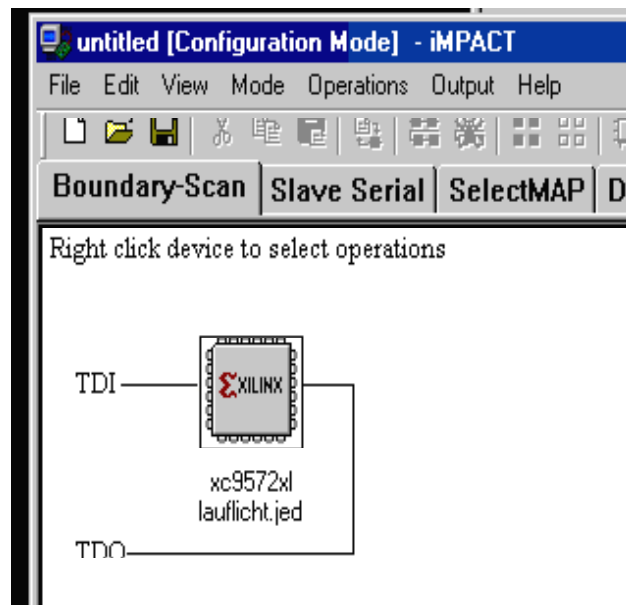 untitled [Configuration Mode] - iMPACT
File Edit View Mode Operations Output Help
Boundary-Scan Slave Serial SelectMAP D
Right click device to select operations
TDI
XILINX
xc9572xl
lauflicht.jed
TDO